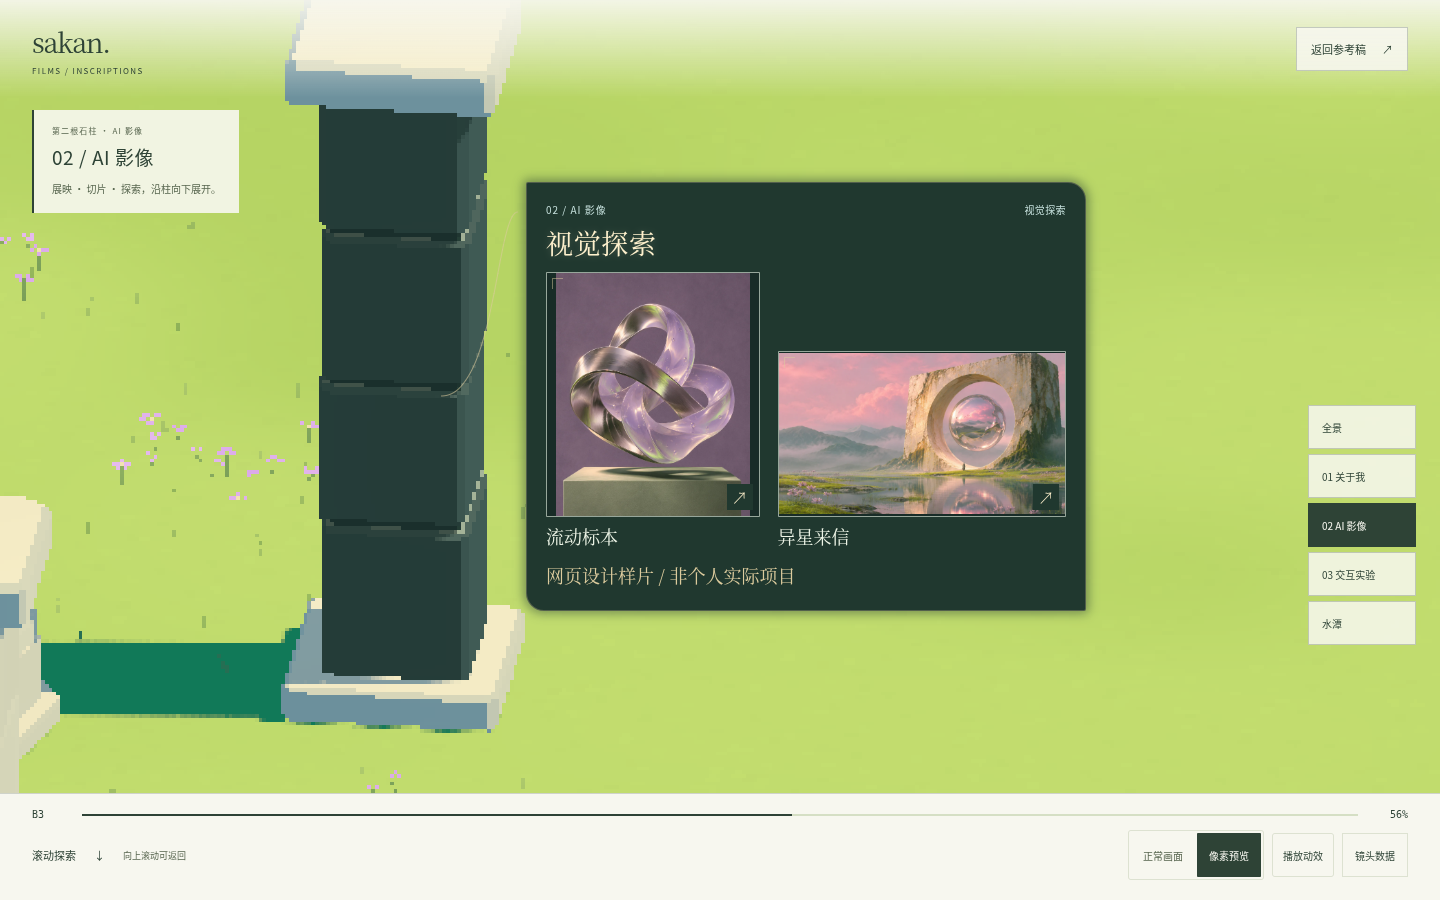 sakan.
FILMS / INSCRIPTIONS
返回参考稿 ↗
第二根石柱 · AI 影像
02 / AI 影像
展映 · 切片 · 探索，沿柱向下展开。
02 / AI 影像
视觉探索
视觉探索
↗
↗
流动标本
异星来信
网页设计样片 / 非个人实际项目
全景
01 关于我
02 AI 影像
03 交互实验
水潭
B3
56%
滚动探索 ↓ 向上滚动可返回
正常画面
像素预览
播放动效
镜头数据